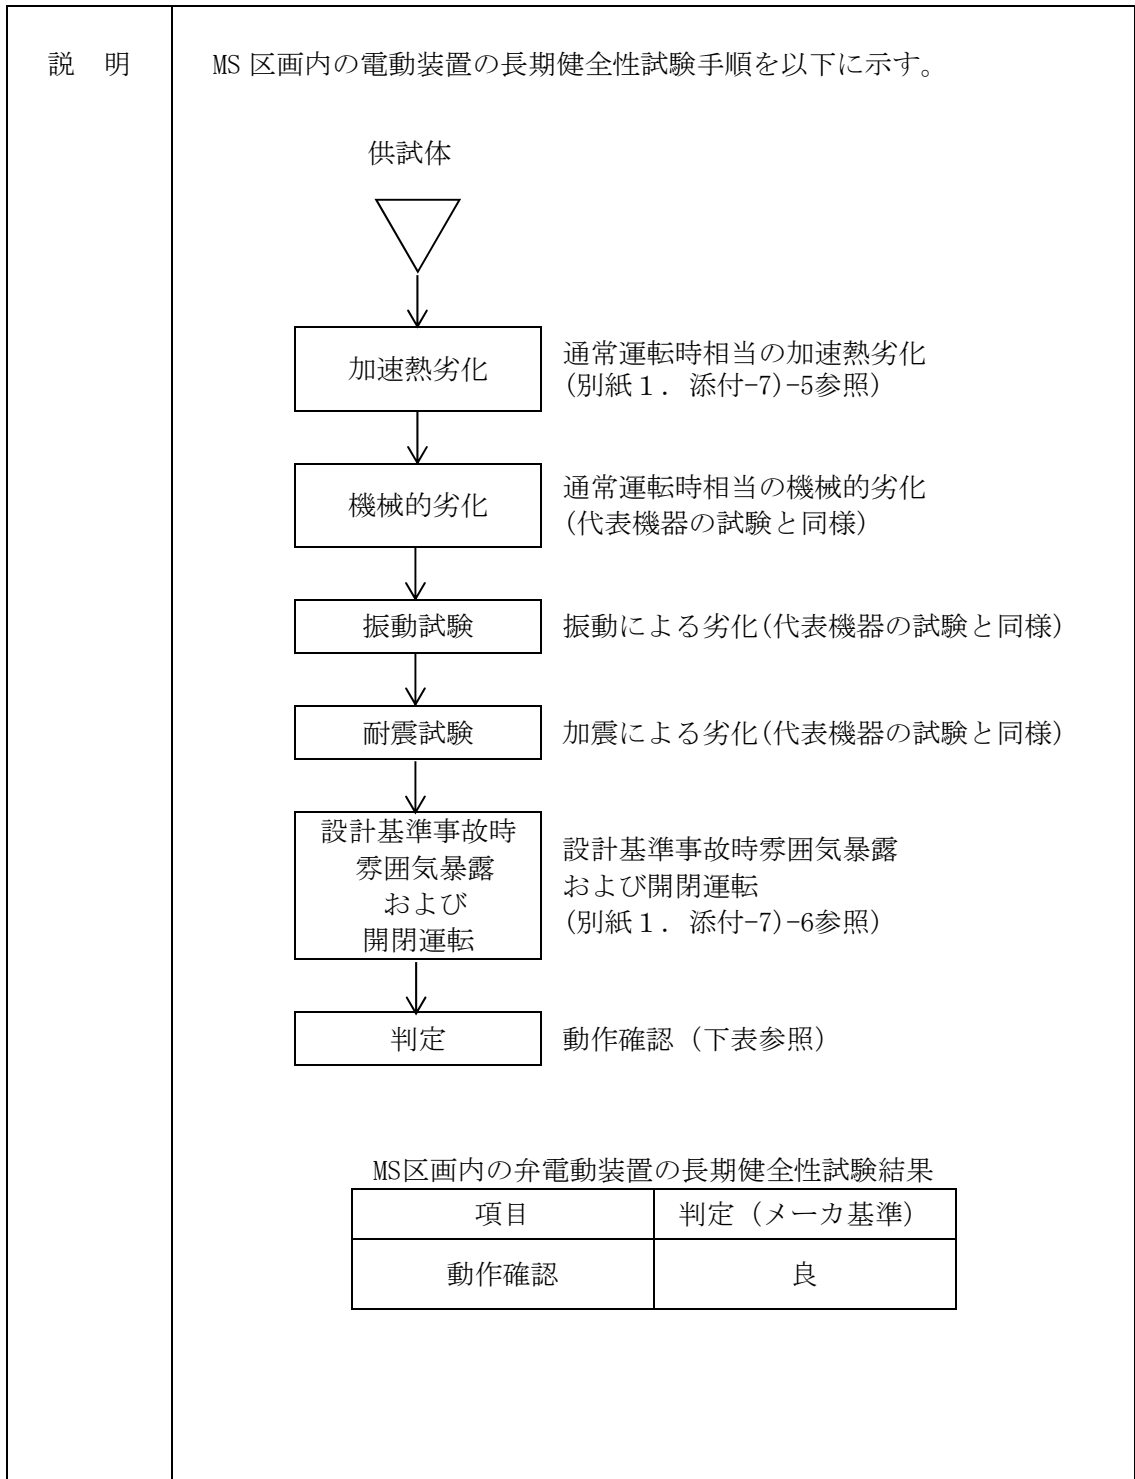 説 明
MS 区画内の電動装置の長期健全性試験手順を以下に示す。
供試体
加速熱劣化
通常運転時相当の加速熱劣化
(別紙１．添付-7)-5参照)
機械的劣化
通常運転時相当の機械的劣化
(代表機器の試験と同様)
振動試験
振動による劣化(代表機器の試験と同様)
耐震試験
加震による劣化(代表機器の試験と同様)
設計基準事故時
雰囲気暴露
および
開閉運転
設計基準事故時雰囲気暴露
および開閉運転
(別紙１．添付-7)-6参照)
判定
動作確認（下表参照）
MS区画内の弁電動装置の長期健全性試験結果
項目
判定（メーカ基準）
動作確認
良